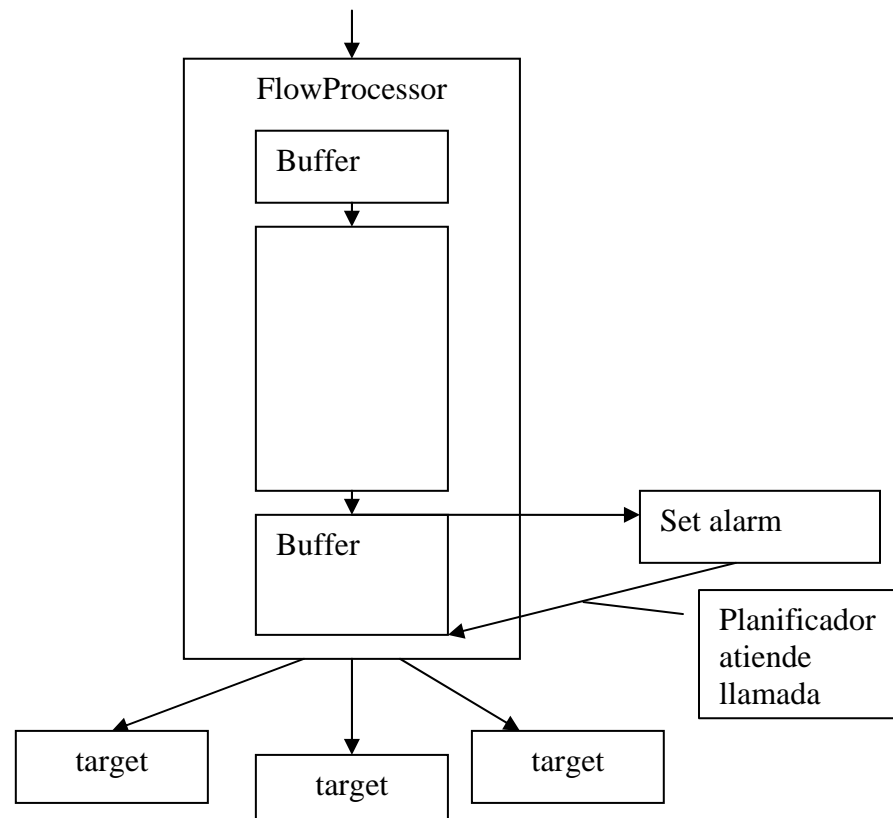 FlowProcessor
Buffer
Buffer
Set alarm
Planificador
atiende
llamada
target
target
target